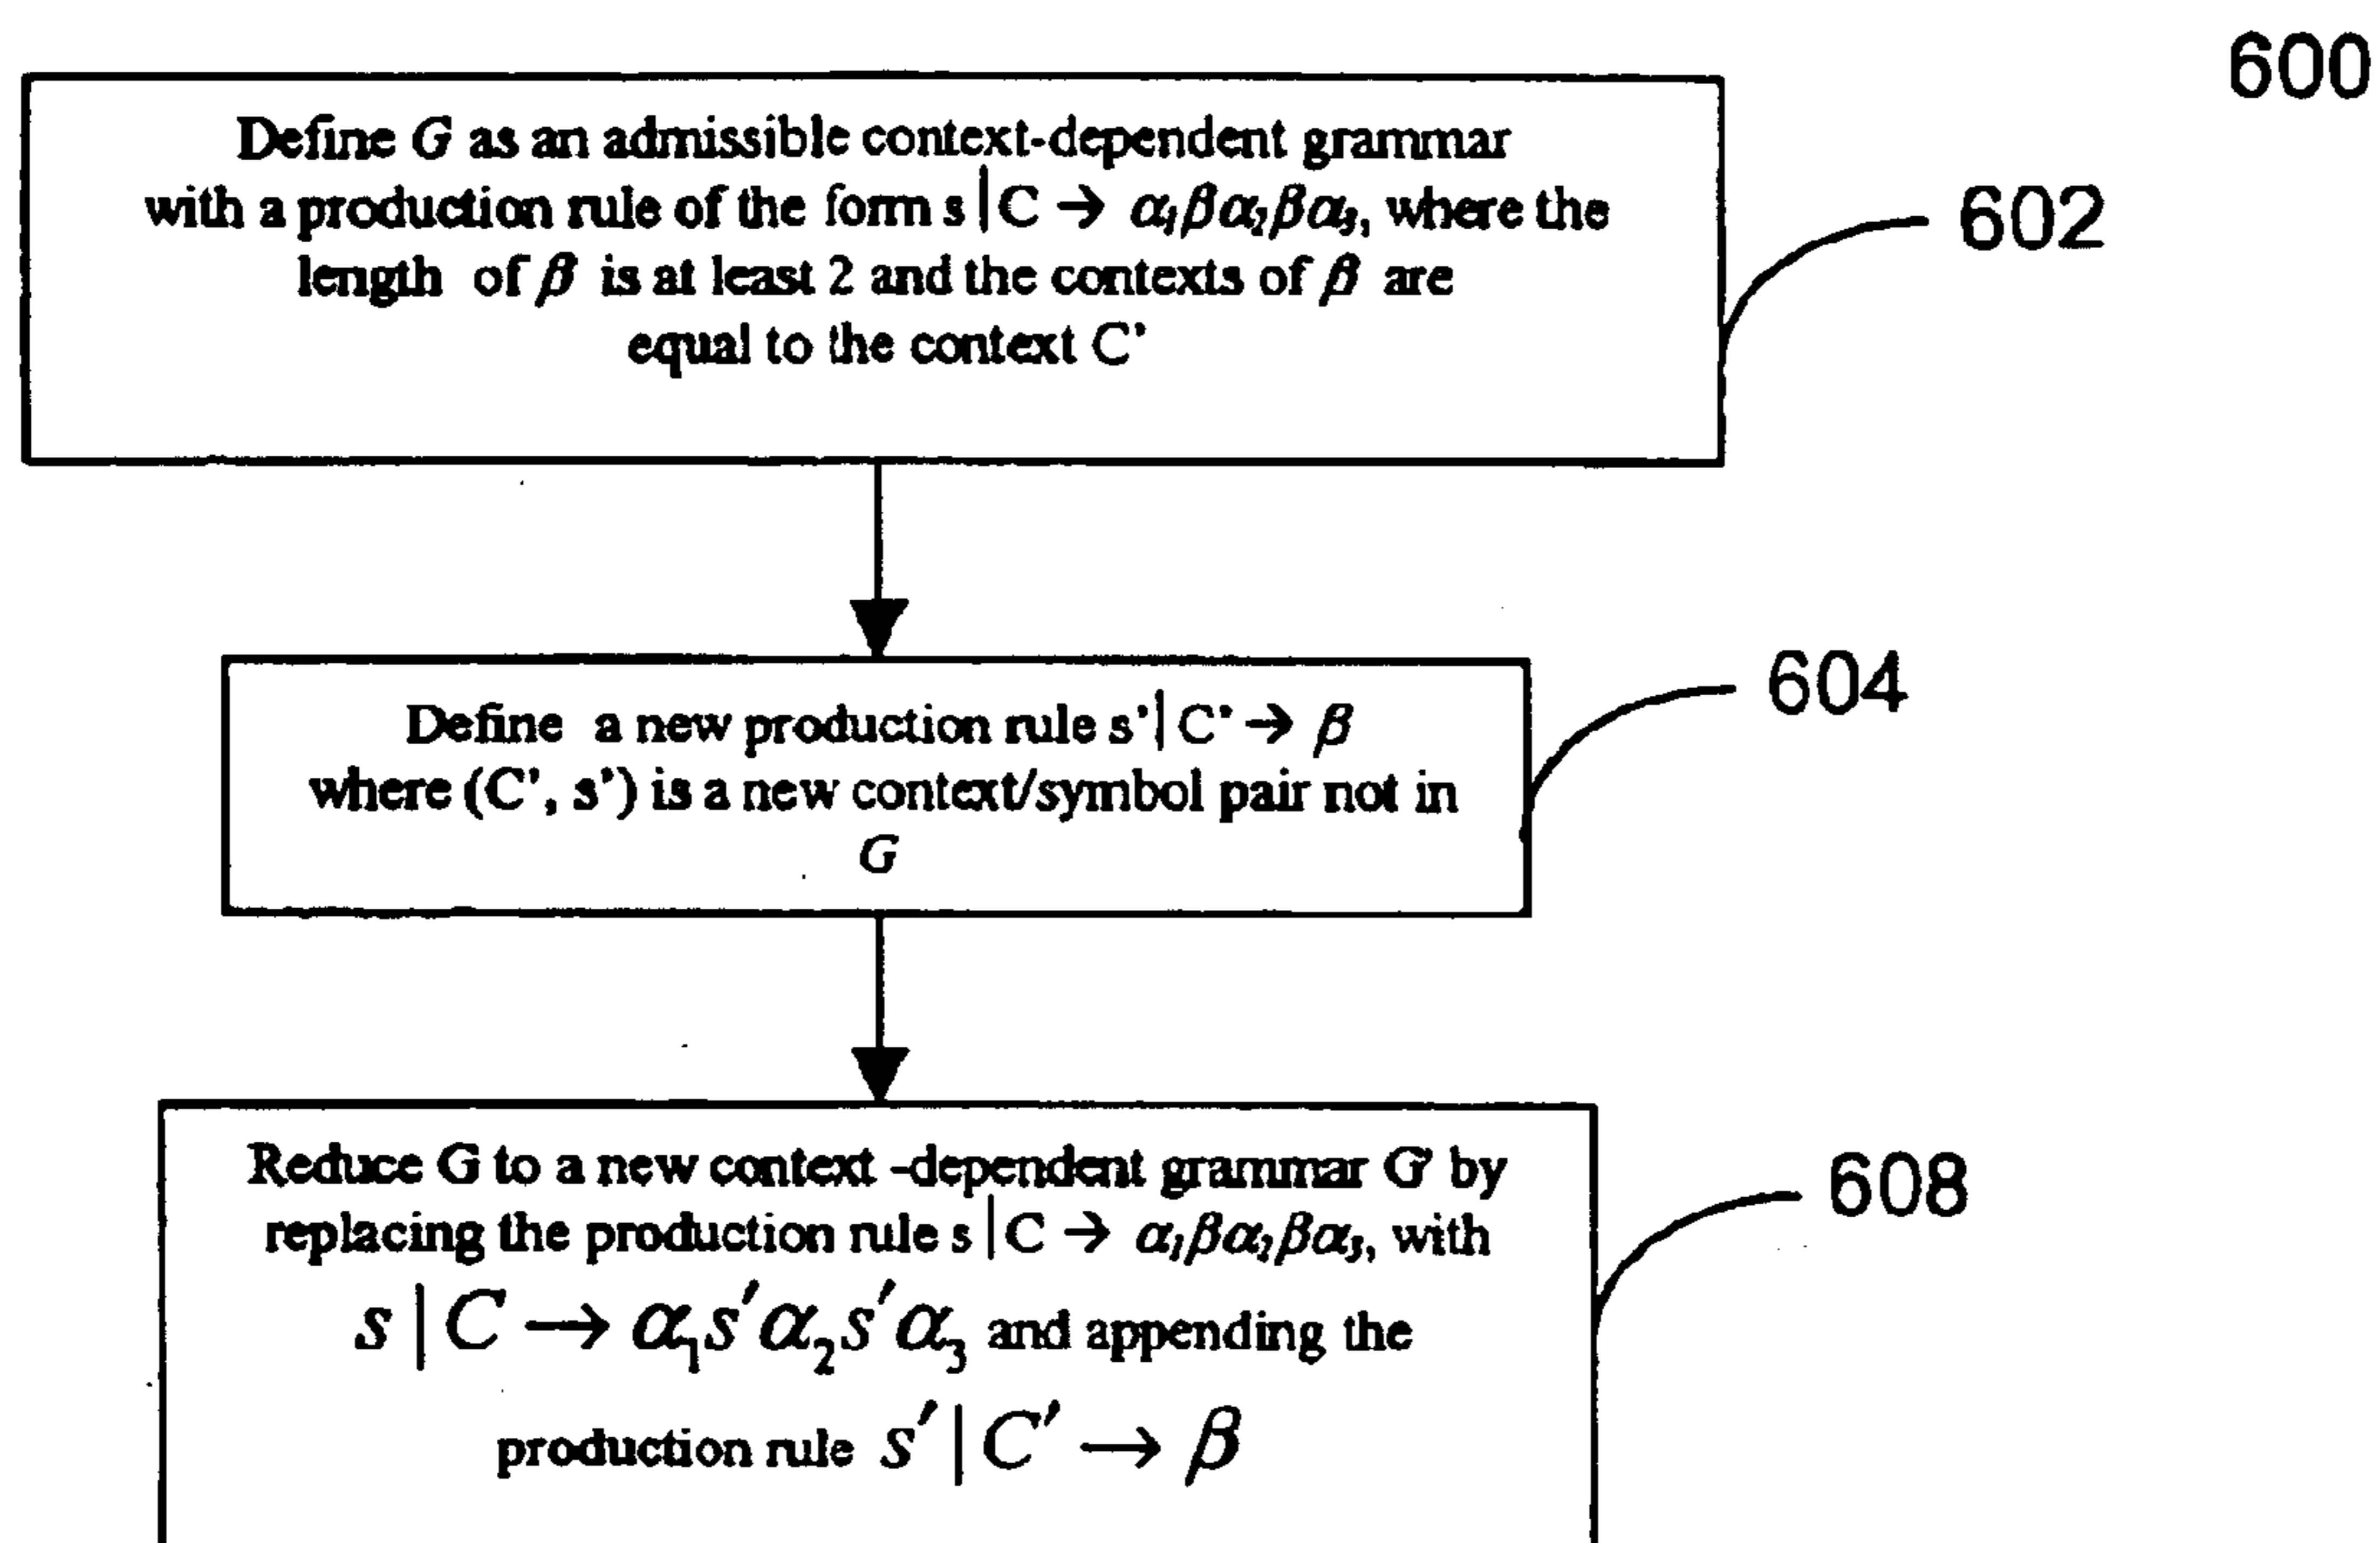 600
Define G as an admissible context-dependent grammar
with a production rule of the form s|C → α₁βα₂βα₃, where the
length of β is at least 2 and the contexts of β are
equal to the context C'
602
Define a new production rule s'|C' → β
where (C', s') is a new context/symbol pair not in
G
604
Reduce G to a new context -dependent grammar G' by
replacing the production rule s|C → α₁βα₂βα₃, with
s|C → α₁s′α₂s′α₃ and appending the
production rule s′|C′ → β
608